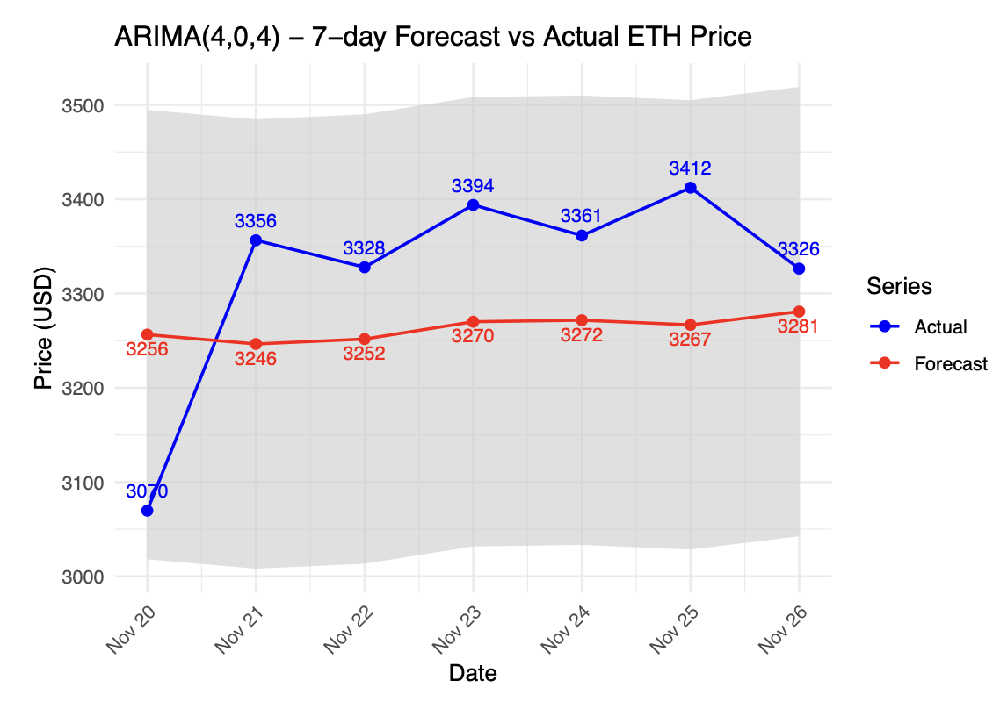 ARIMA(4,0,4) − 7−day Forecast vs Actual ETH Price
3500
3400
3300
3200
3100
3000
Price (USD)
3070
3356
3328
3394
3361
3412
3326
3256
3246
3252
3270
3272
3267
3281
Nov 20
Nov 21
Nov 22
Nov 23
Nov 24
Nov 25
Nov 26
Date
Series
Actual
Forecast